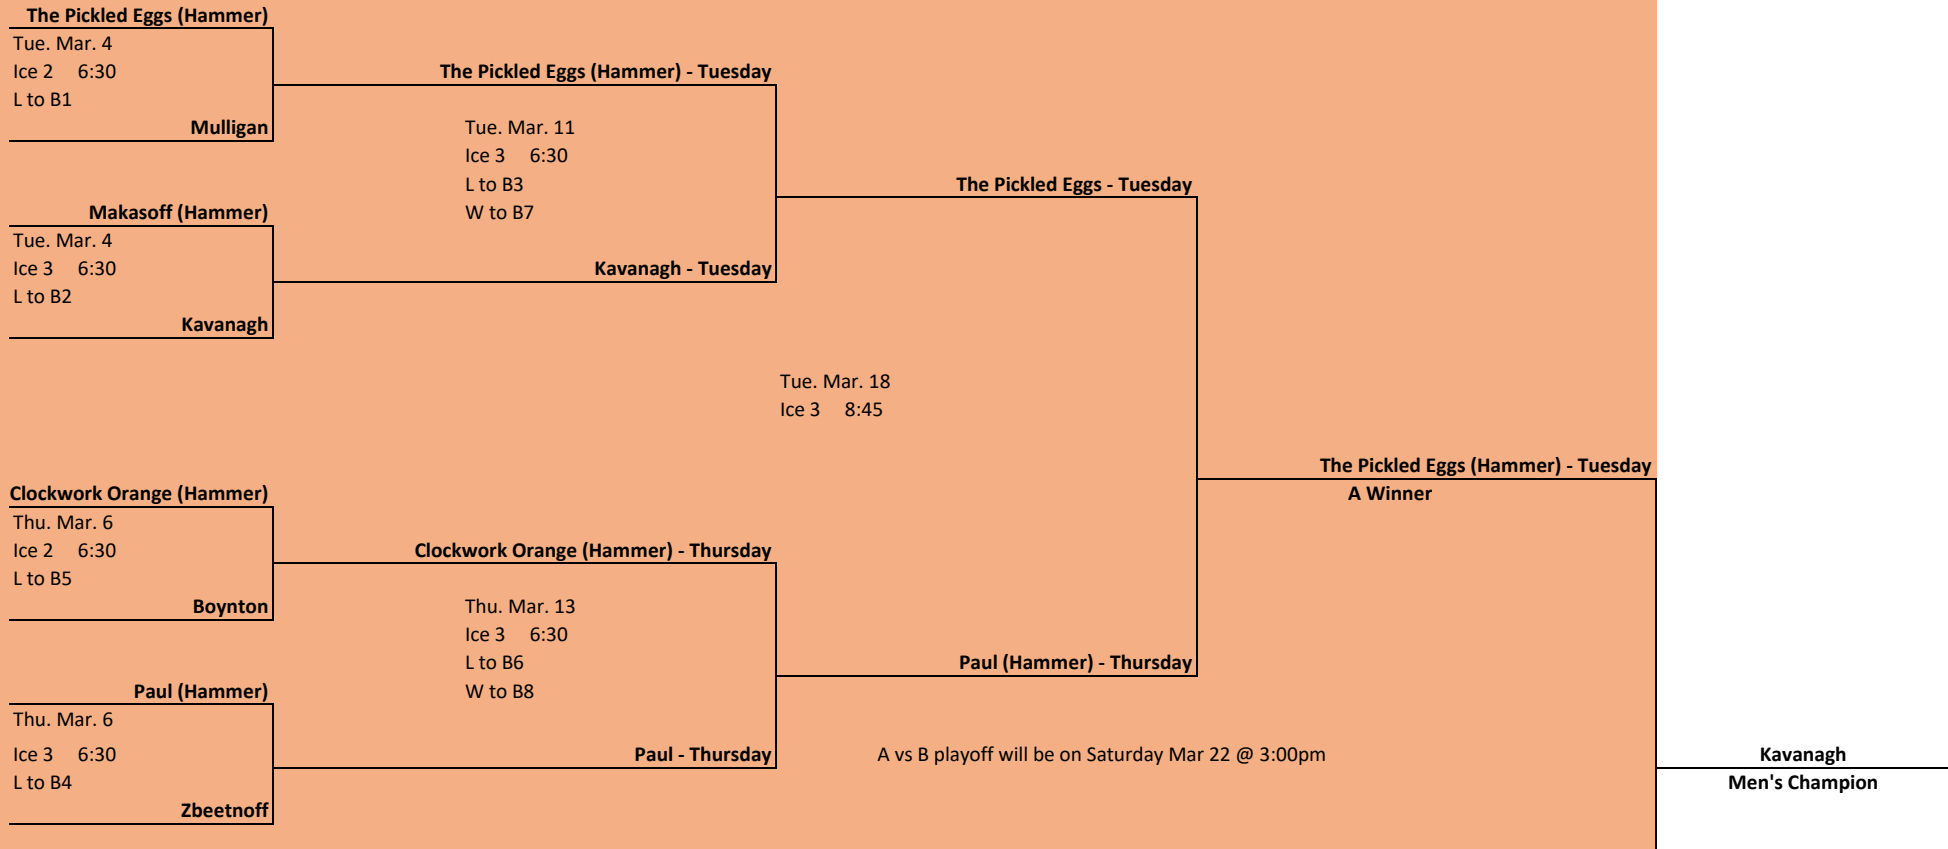 The Pickled Eggs (Hammer)
Tue. Mar. 4
Ice 2 6:30
L to B1
Mulligan
Makasoff (Hammer)
Tue. Mar. 4
Ice 3 6:30
L to B2
Kavanagh
The Pickled Eggs (Hammer) - Tuesday
Tue. Mar. 11
Ice 3 6:30
L to B3
W to B7
Kavanagh - Tuesday
The Pickled Eggs - Tuesday
Tue. Mar. 18
Ice 3 8:45
Clockwork Orange (Hammer)
Thu. Mar. 6
Ice 2 6:30
L to B5
Boynton
Paul (Hammer)
Thu. Mar. 6
Ice 3 6:30
L to B4
Zbeetnoff
Clockwork Orange (Hammer) - Thursday
Thu. Mar. 13
Ice 3 6:30
L to B6
W to B8
Paul - Thursday
Paul (Hammer) - Thursday
The Pickled Eggs (Hammer) - Tuesday
A Winner
A vs B playoff will be on Saturday Mar 22 @ 3:00pm
Kavanagh
Men's Champion